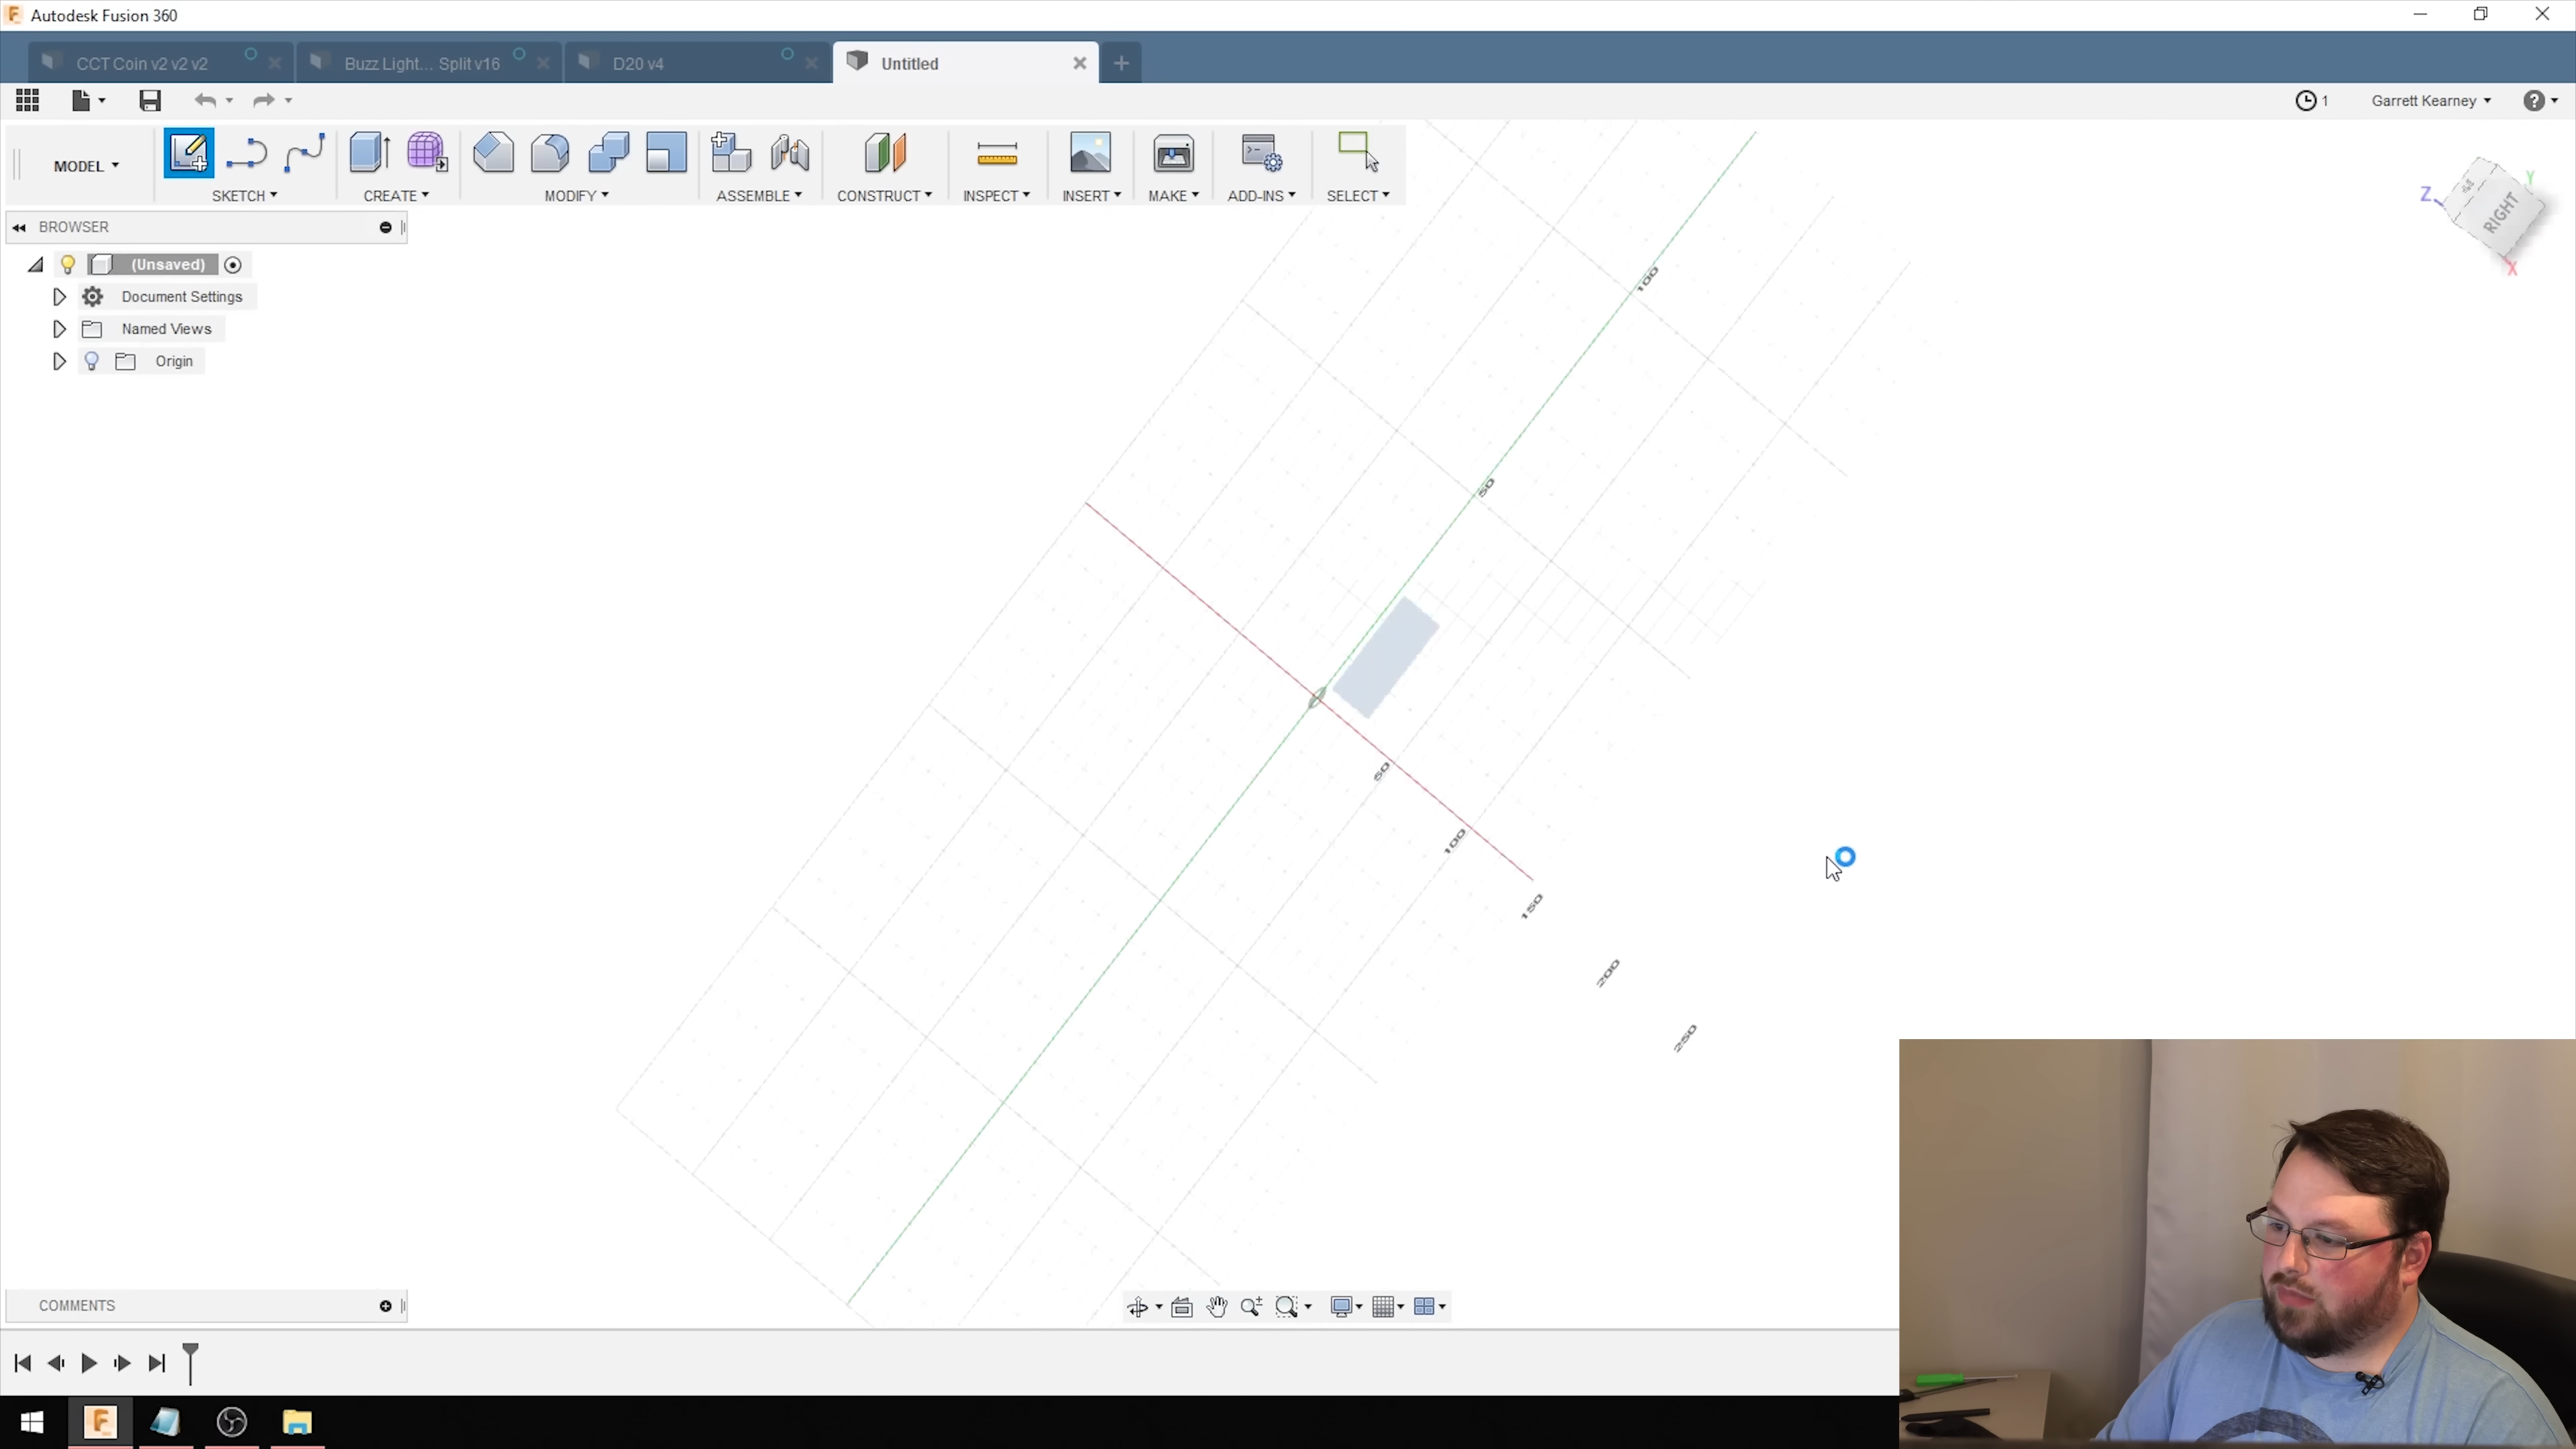 Autodesk Fusion 360
CCT Coin v2 v2 v2
Buzz Light... Split v16
D20 v4
Untitled
1
Garrett Kearney
MODEL
SKETCH
CREATE
MODIFY
ASSEMBLE
CONSTRUCT
INSPECT
INSERT
MAKE
ADD-INS
SELECT
BROWSER
(Unsaved)
Document Settings
Named Views
Origin
Z
Y
RIGHT
X
100
50
50
100
150
200
250
COMMENTS